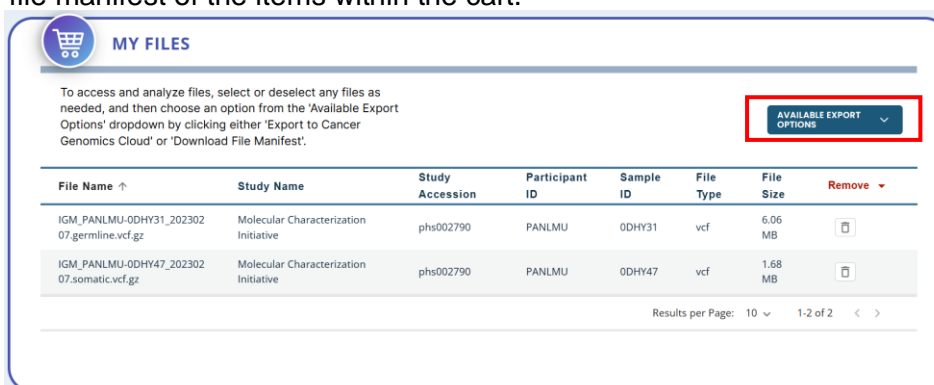 file manifest of the items within the cart.
MY FILES
To access and analyze files, select or deselect any files as
needed, and then choose an option from the 'Available Export
Options' dropdown by clicking either 'Export to Cancer
Genomics Cloud' or 'Download File Manifest'.
AVAILABLE EXPORT
OPTIONS
File Name ↑ Study Name Study Accession Participant ID Sample ID File Type File Size Remove
IGM_PANLMU-0DHY31_202302
07.germline.vcf.gz Molecular Characterization
Initiative phs002790 PANLMU 0DHY31 vcf 6.06
MB
IGM_PANLMU-0DHY47_202302
07.somatic.vcf.gz Molecular Characterization
Initiative phs002790 PANLMU 0DHY47 vcf 1.68
MB
Results per Page: 10 1-2 of 2 < >